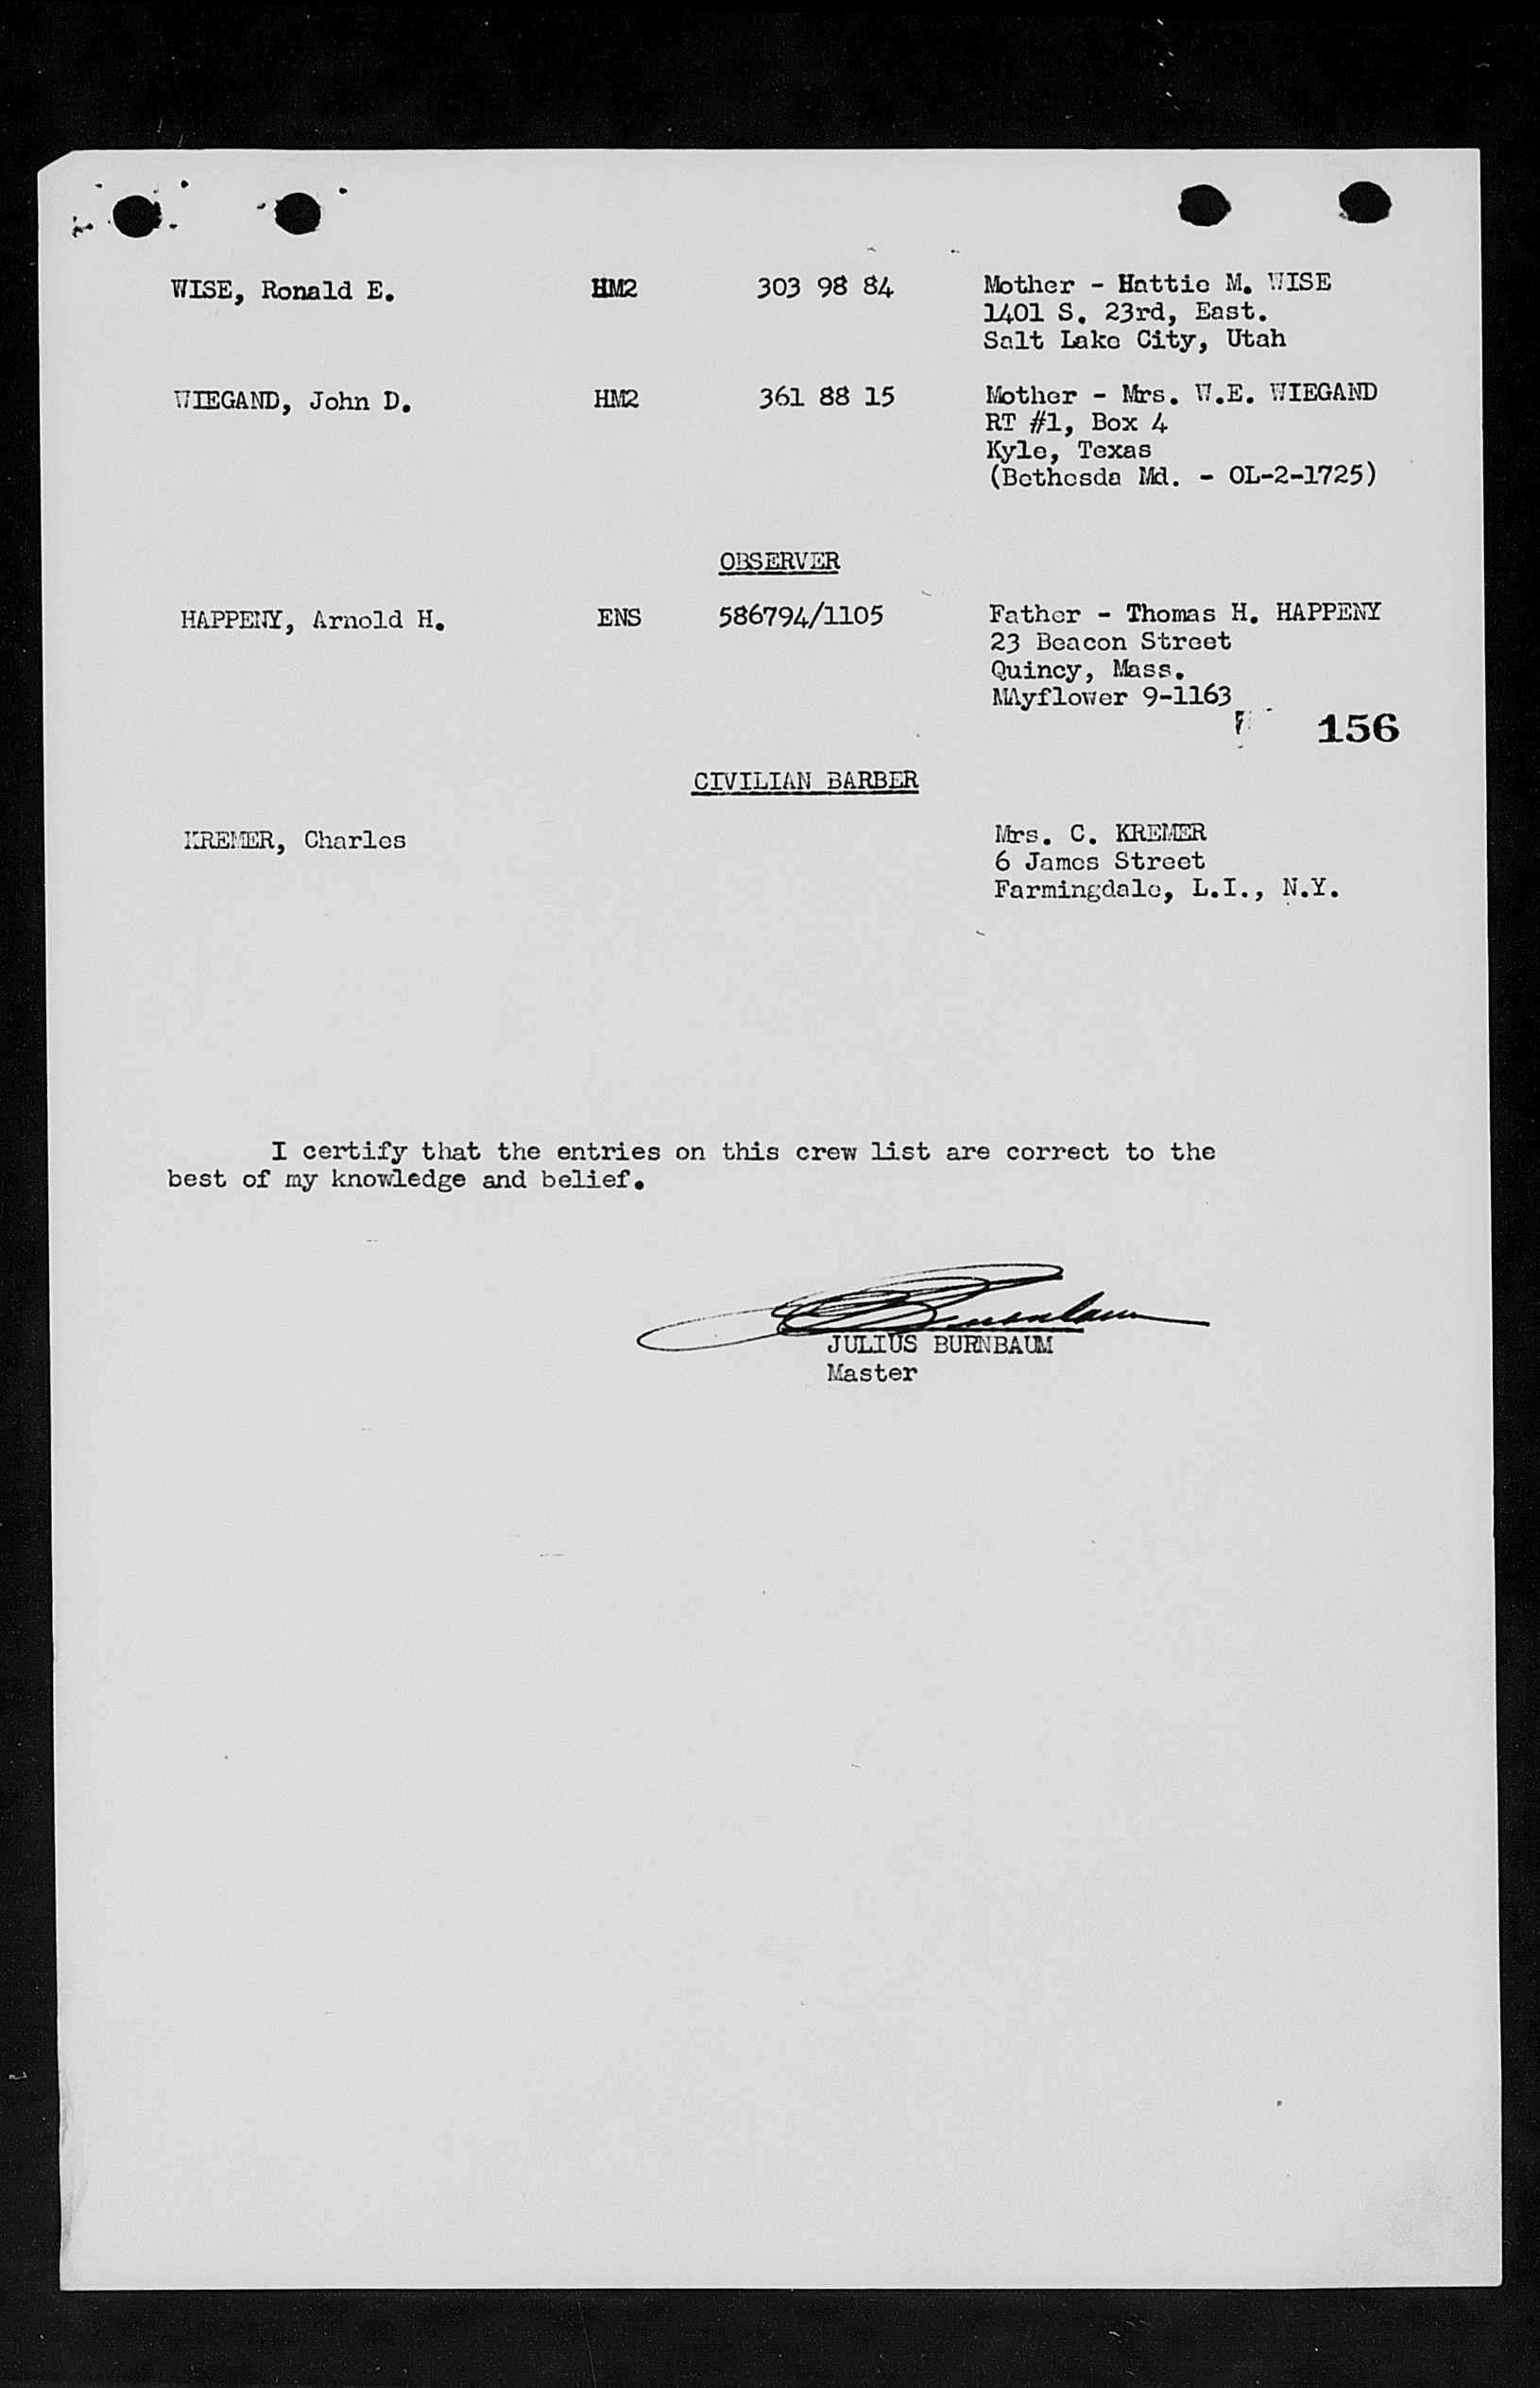 WISE, Ronald E. HM2 303 98 84 Mother - Hattie M. WISE
1401 S. 23rd, East.
Salt Lake City, Utah
WIEGAND, John D. HM2 361 88 15 Mother - Mrs. W.E. WIEGAND
RT #1, Box 4
Kyle, Texas
(Bethesda Md. - OL-2-1725)
OBSERVER
HAPPENY, Arnold H. ENS 586794/1105 Father - Thomas H. HAPPENY
23 Beacon Street
Quincy, Mass.
MAyflower 9-1163
156
CIVILIAN BARBER
KREMER, Charles Mrs. C. KREMER
6 James Street
Farmingdale, L.I., N.Y.
I certify that the entries on this crew list are correct to the
best of my knowledge and belief.
JULIUS BURNBAUM
Master